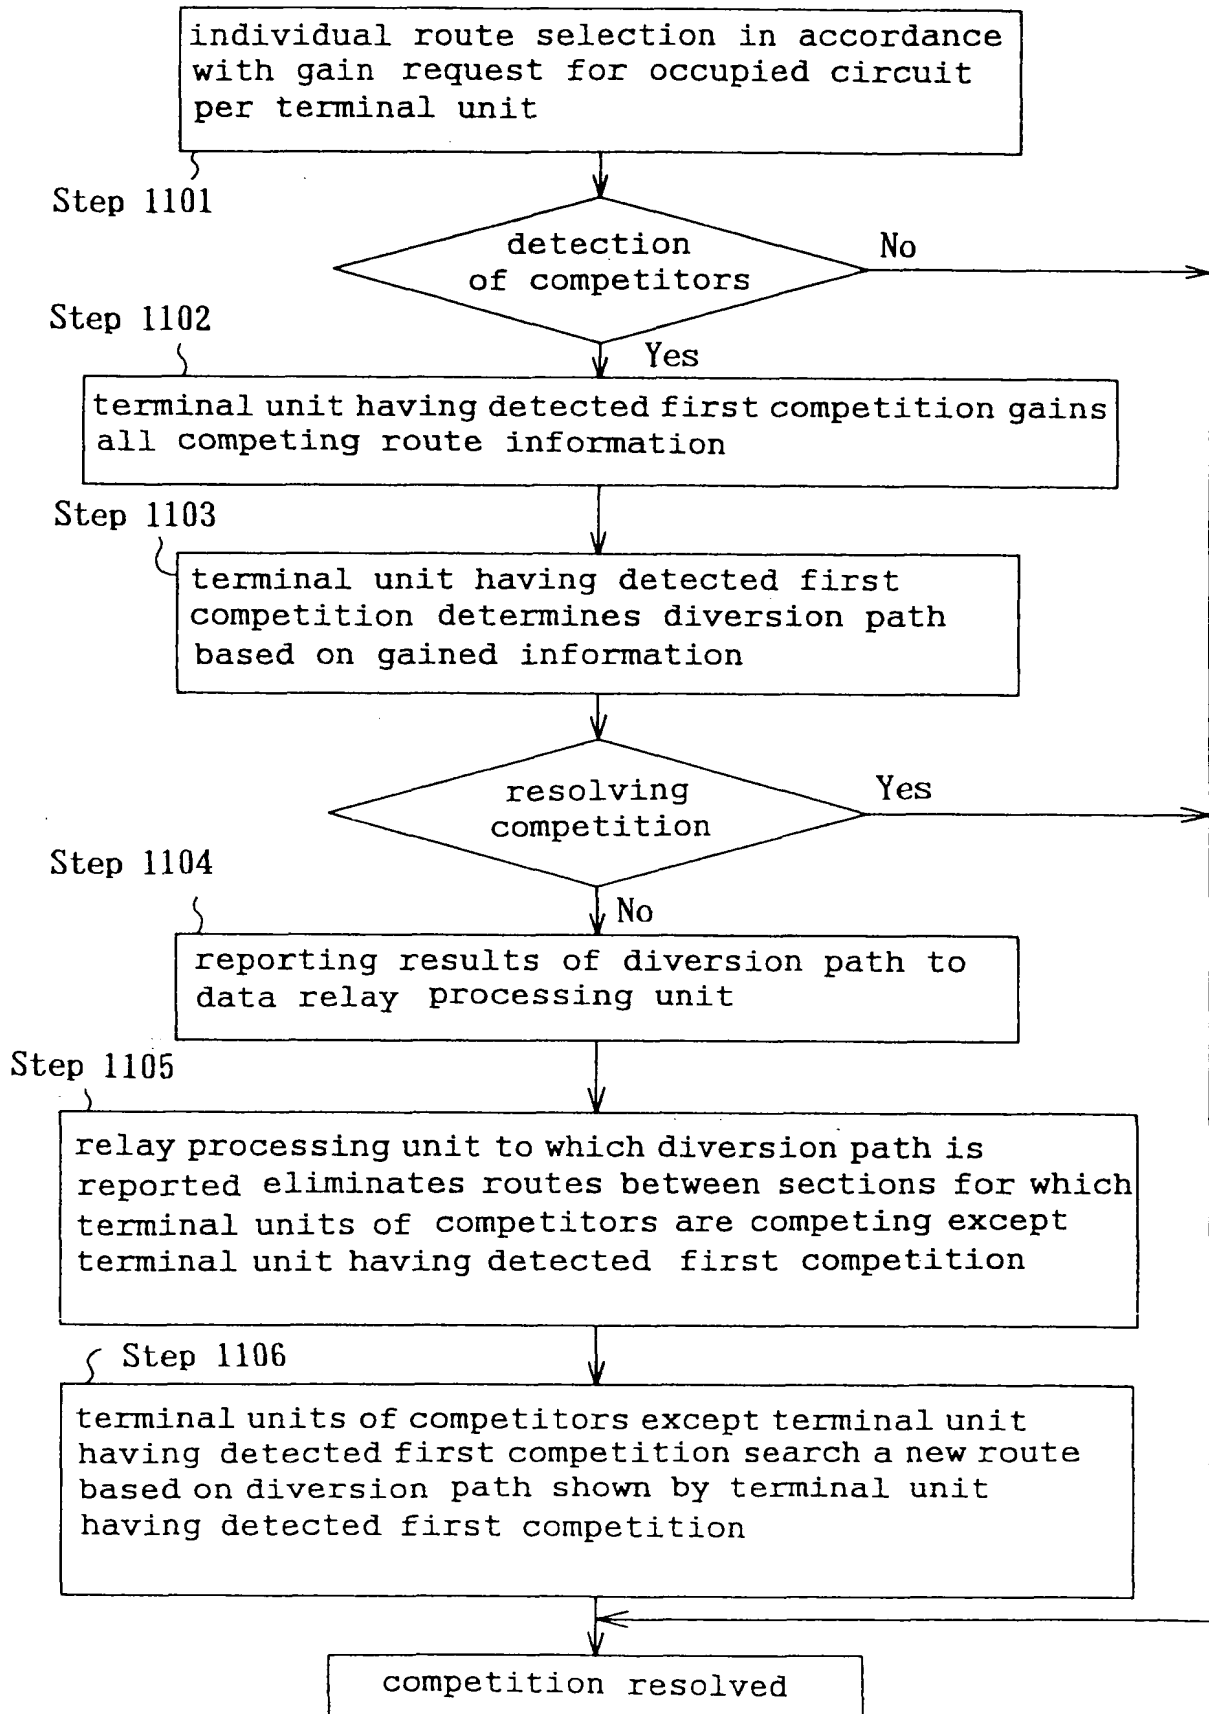 individual route selection in accordance
with gain request for occupied circuit
per terminal unit
Step 1101
detection
of competitors
No
Step 1102
Yes
terminal unit having detected first competition gains
all competing route information
Step 1103
terminal unit having detected first
competition determines diversion path
based on gained information
resolving
competition
Yes
Step 1104
No
reporting results of diversion path to
data relay processing unit
Step 1105
relay processing unit to which diversion path is
reported eliminates routes between sections for which
terminal units of competitors are competing except
terminal unit having detected first competition
Step 1106
terminal units of competitors except terminal unit
having detected first competition search a new route
based on diversion path shown by terminal unit
having detected first competition
competition resolved